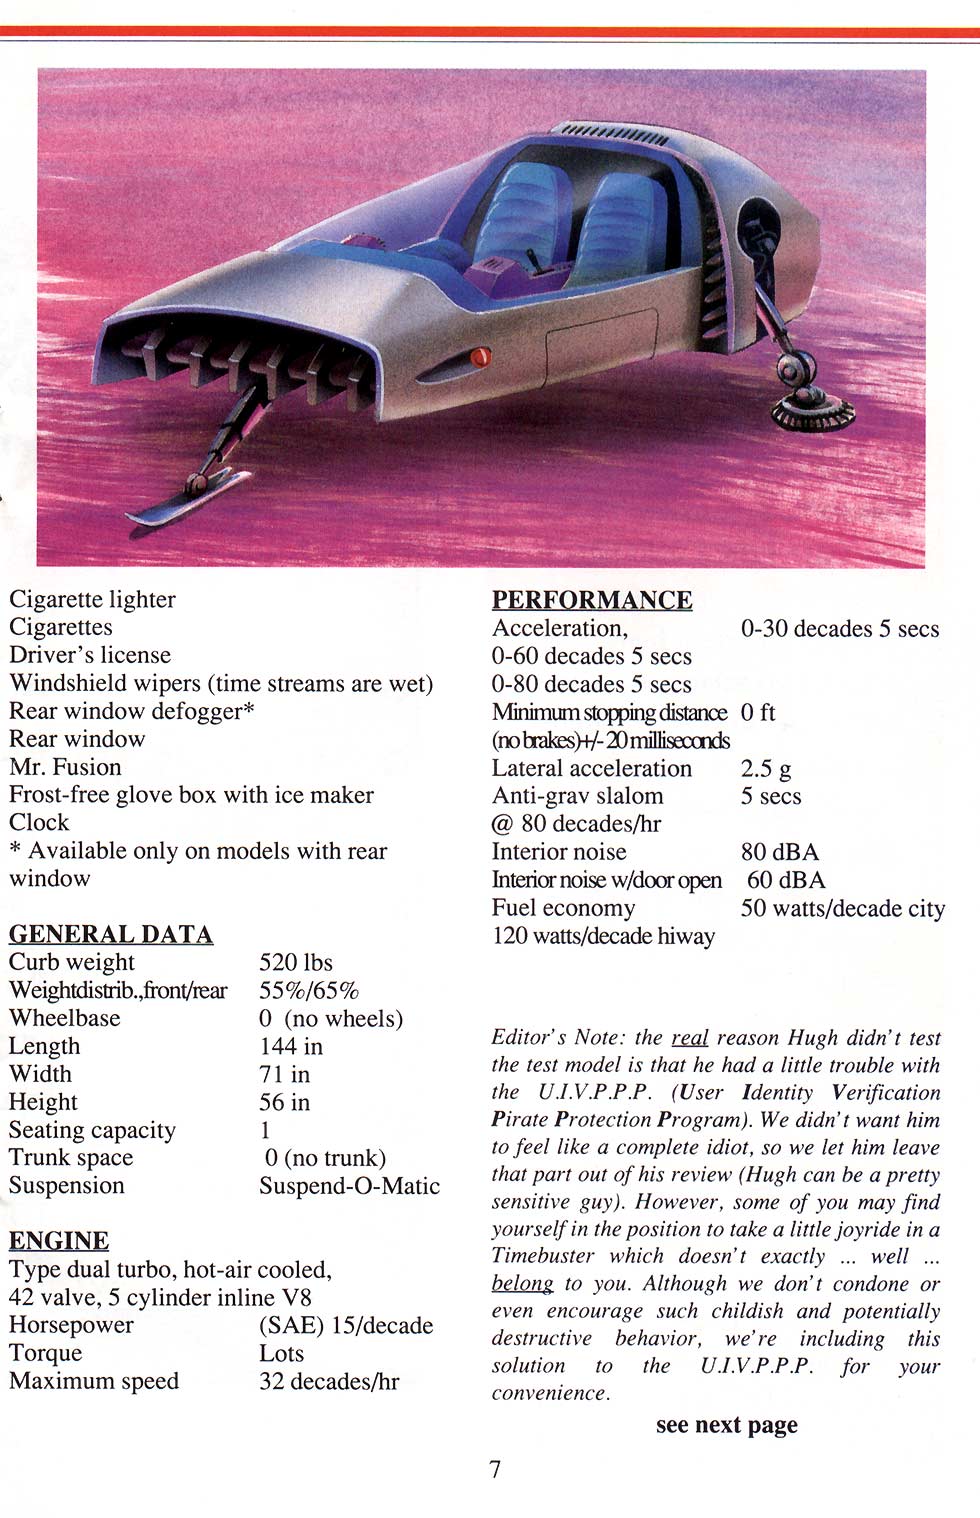 Cigarette lighter
Cigarettes
Driver's license
Windshield wipers (time streams are wet)
Rear window defogger*
Rear window
Mr. Fusion
Frost-free glove box with ice maker
Clock
* Available only on models with rear
window
GENERAL DATA
Curb weight 520 lbs
Weightdistrib.,front/rear 55%/65%
Wheelbase 0 (no wheels)
Length 144 in
Width 71 in
Height 56 in
Seating capacity 1
Trunk space 0 (no trunk)
Suspension Suspend-O-Matic
ENGINE
Type dual turbo, hot-air cooled,
42 valve, 5 cylinder inline V8
Horsepower (SAE) 15/decade
Torque Lots
Maximum speed 32 decades/hr
PERFORMANCE
Acceleration, 0-30 decades 5 secs
0-60 decades 5 secs
0-80 decades 5 secs
Minimum stopping distance 0 ft
(no brakes)+/- 20 milliseconds
Lateral acceleration 2.5 g
Anti-grav slalom 5 secs
@ 80 decades/hr
Interior noise 80 dBA
Interior noise w/door open 60 dBA
Fuel economy 50 watts/decade city
120 watts/decade hiway
Editor's Note: the real reason Hugh didn't test
the test model is that he had a little trouble with
the U.I.V.P.P.P. (User Identity Verification
Pirate Protection Program). We didn't want him
to feel like a complete idiot, so we let him leave
that part out of his review (Hugh can be a pretty
sensitive guy). However, some of you may find
yourself in the position to take a little joyride in a
Timebuster which doesn't exactly ... well ...
belong to you. Although we don't condone or
even encourage such childish and potentially
destructive behavior, we're including this
solution to the U.I.V.P.P.P. for your
convenience.
see next page
7